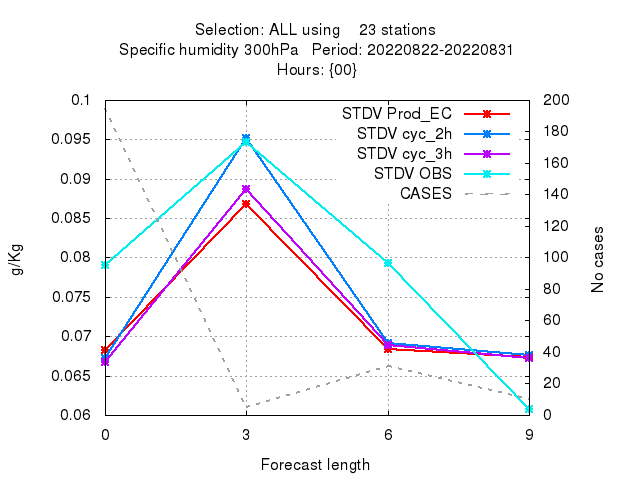 Selection: ALL using    23 stations
Specific humidity 300hPa   Period: 20220822-20220831
Hours: {00}
0.1
0.095
0.09
0.085
0.08
0.075
0.07
0.065
0.06
g/Kg
STDV Prod_EC
STDV cyc_2h
STDV cyc_3h
STDV OBS
CASES
200
180
160
140
120
100
80
60
40
20
0
No cases
0 3 6 9
Forecast length